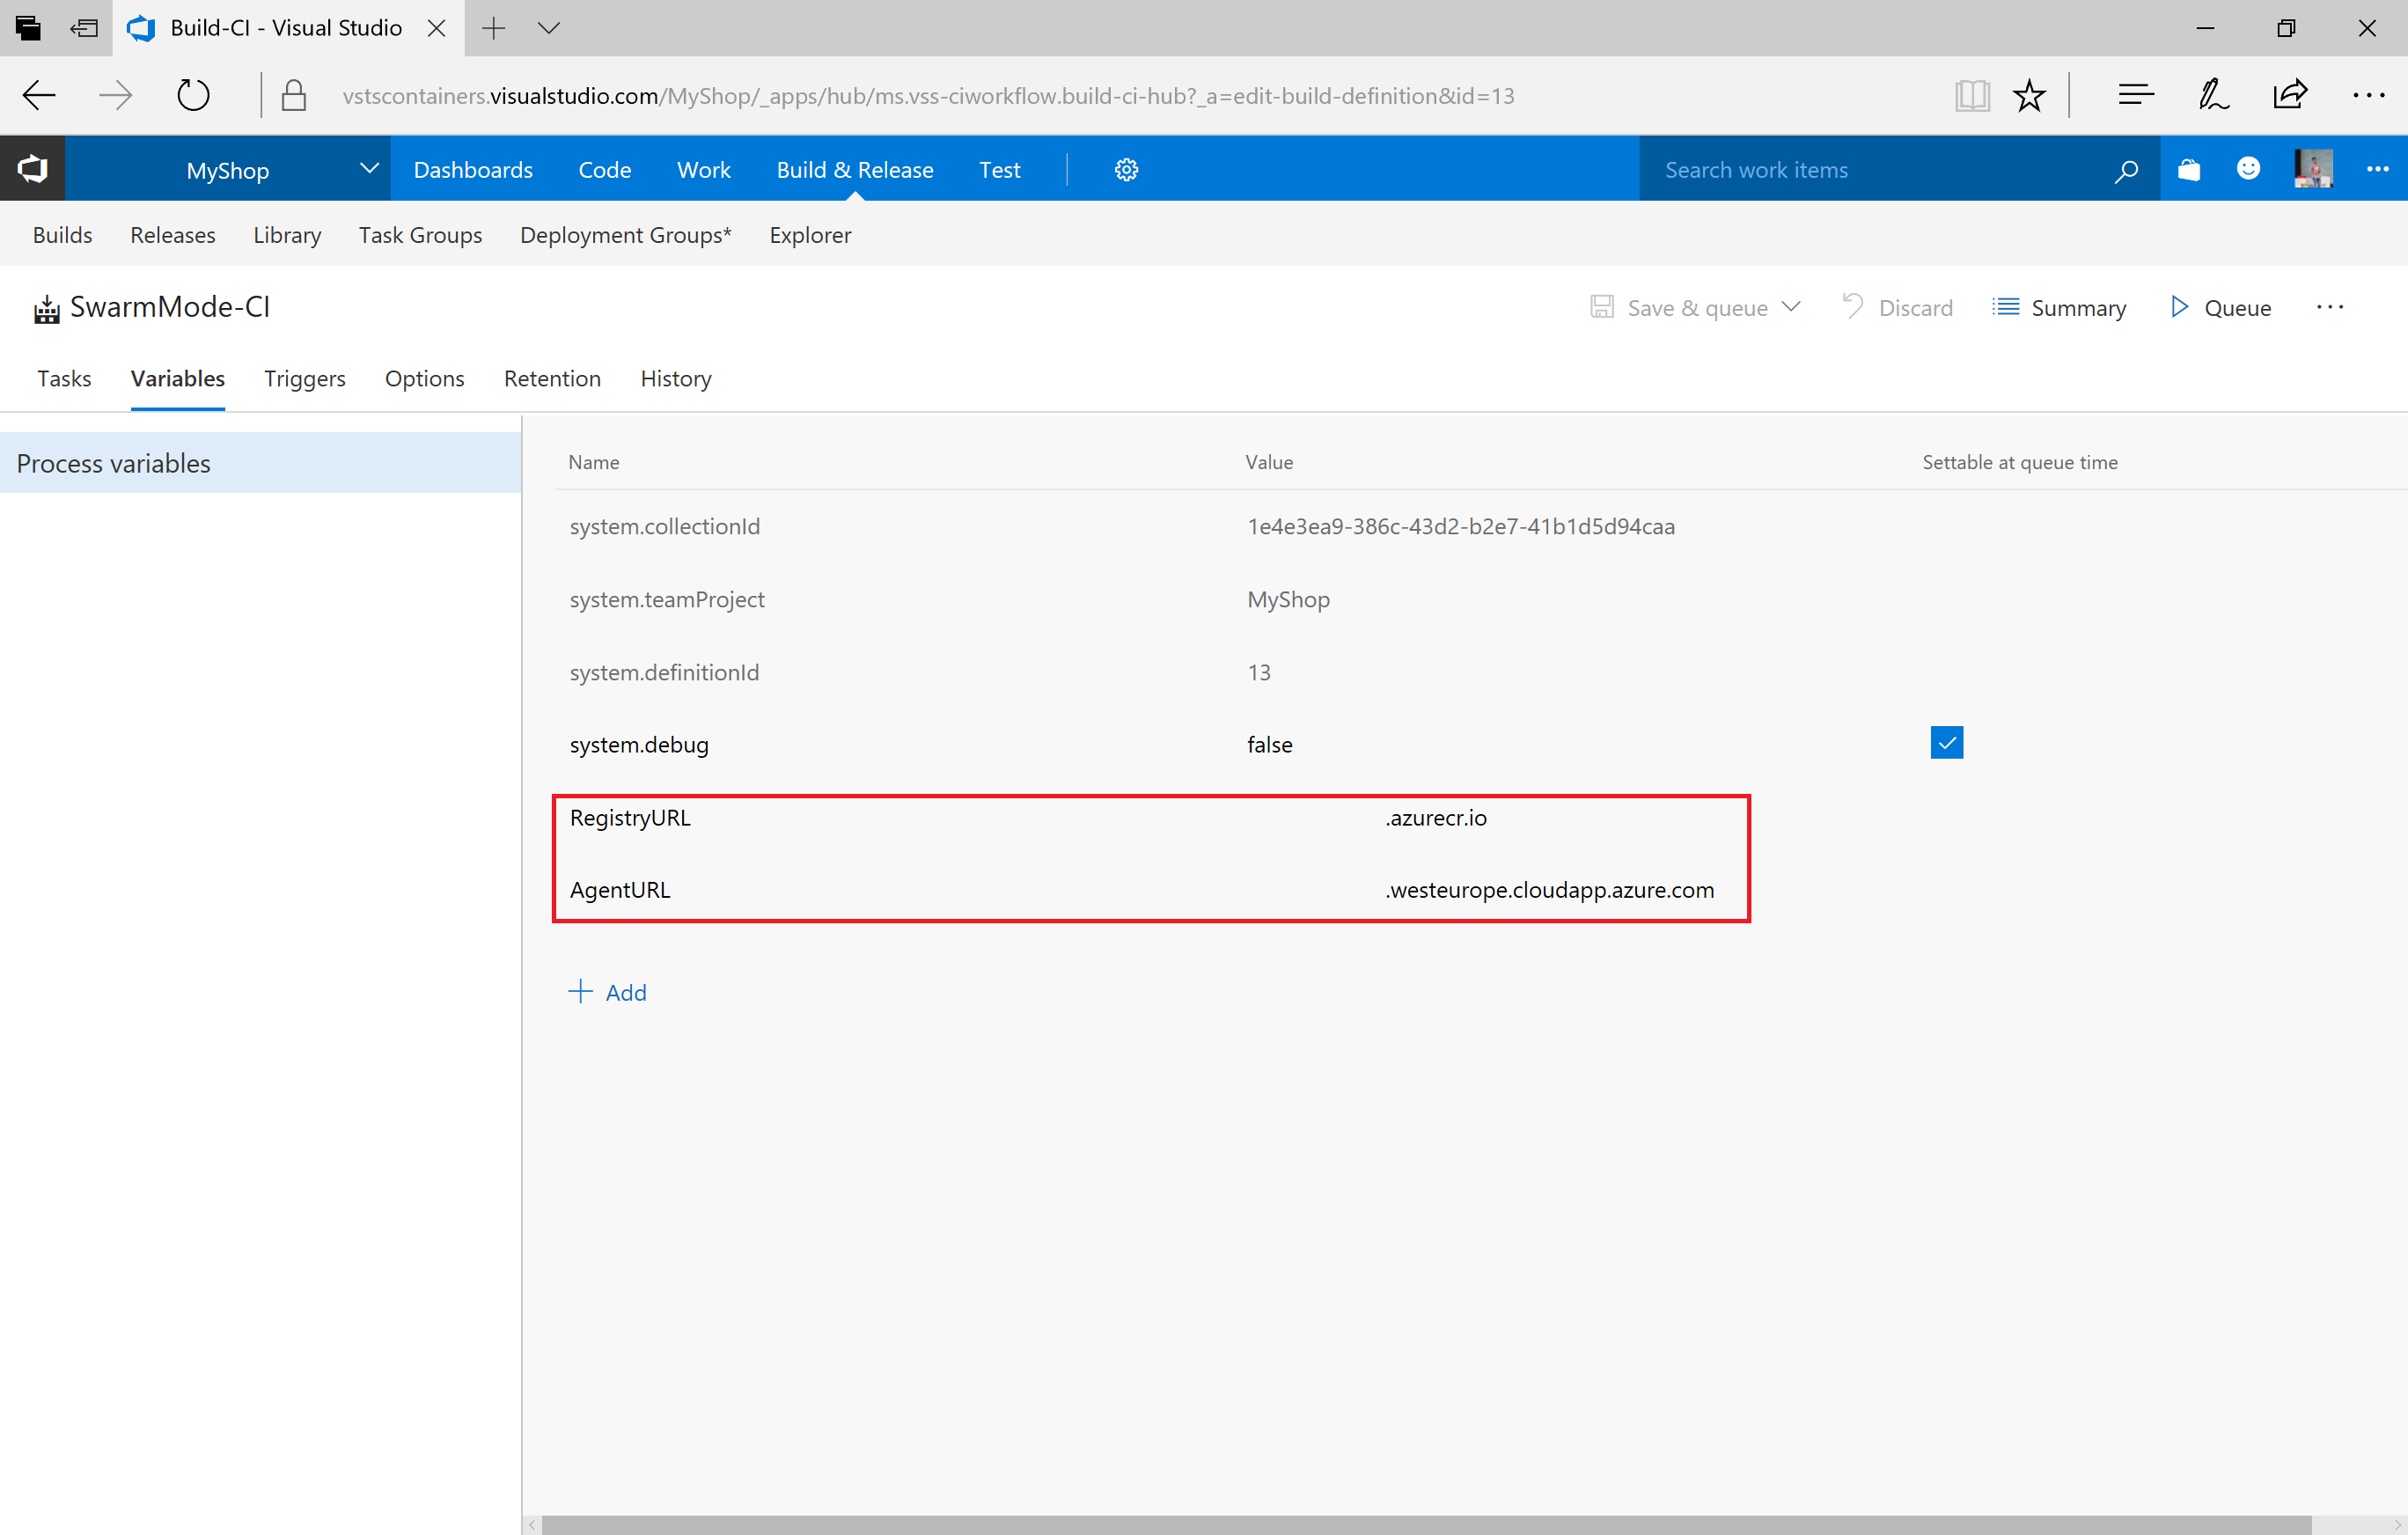 Build-CI - Visual Studio
vstscontainers.visualstudio.com/MyShop/_apps/hub/ms.vss-ciworkflow.build-ci-hub?_a=edit-build-definition&id=13
MyShop Dashboards Code Work Build & Release Test Search work items
Builds Releases Library Task Groups Deployment Groups* Explorer
SwarmMode-CI Save & queue Discard Summary Queue
Tasks Variables Triggers Options Retention History
Process variables
Name Value Settable at queue time
system.collectionId 1e4e3ea9-386c-43d2-b2e7-41b1d5d94caa
system.teamProject MyShop
system.definitionId 13
system.debug false
RegistryURL .azurecr.io
AgentURL .westeurope.cloudapp.azure.com
Add